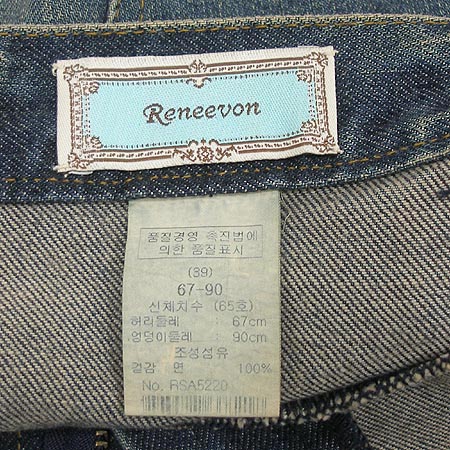 Reneevon
품질경영 촉진법에
의한 품질표시
(39)
67-90
신체치수 (65호)
허리둘레 : 67cm
엉덩이둘레 : 90cm
조성섬유
겉감 면 100%
No. RSA5220